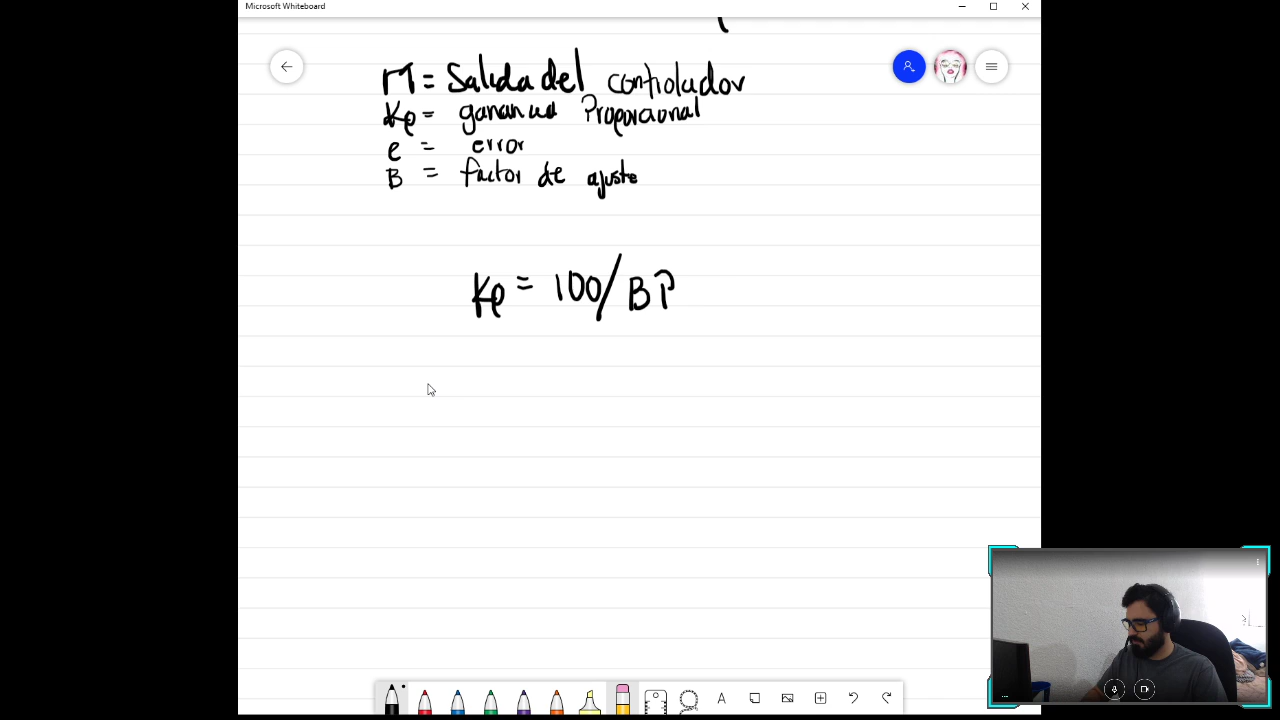 Microsoft Whiteboard
M = Salida del controlador
Kp = ganancia Proporcional
e = error
B = factor de ajuste
Kp = 100/BP
A